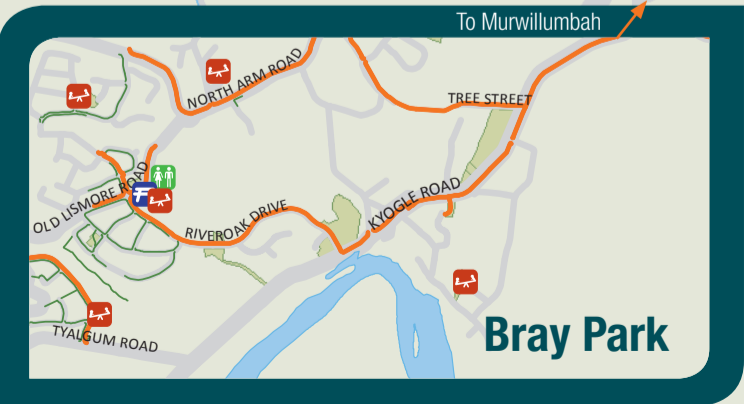 To Murwillumbah
NORTH ARM ROAD
TREE STREET
OLD LISMORE ROAD
RIVEROAK DRIVE
KYOGLE ROAD
TYALGUM ROAD
Bray Park